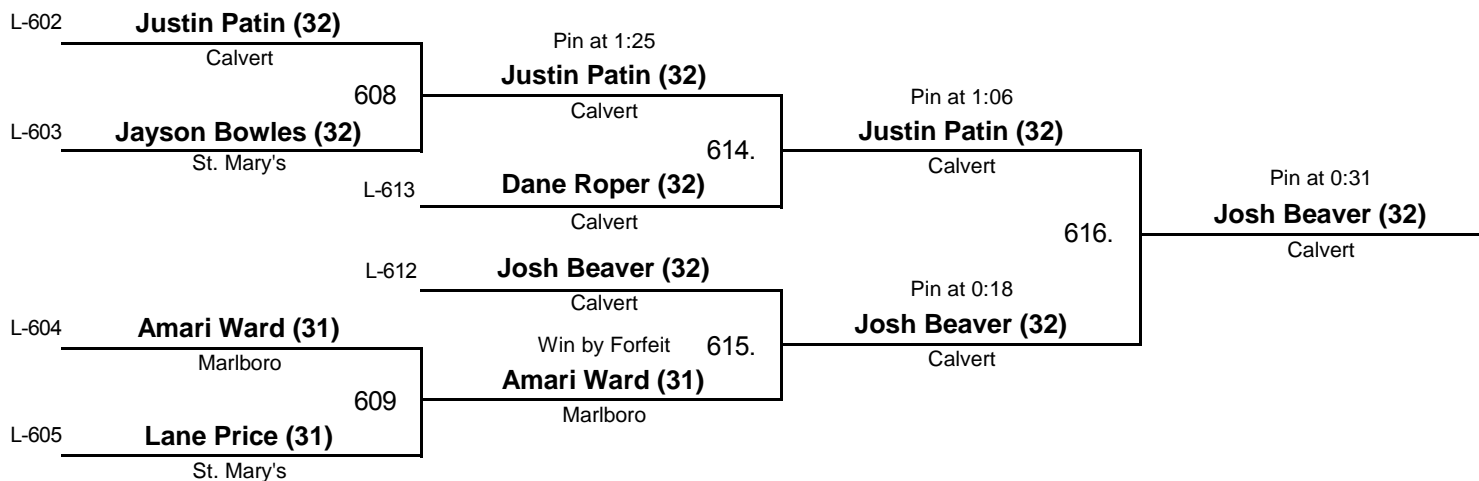 L-602
Justin Patin (32)
Calvert
608
L-603
Jayson Bowles (32)
St. Mary's
Pin at 1:25
Justin Patin (32)
Calvert
614.
L-613
Dane Roper (32)
Calvert
Pin at 1:06
Justin Patin (32)
Calvert
616.
Pin at 0:31
Josh Beaver (32)
Calvert
L-612
Josh Beaver (32)
Calvert
Pin at 0:18
Josh Beaver (32)
Calvert
L-604
Amari Ward (31)
Marlboro
Win by Forfeit
615.
Amari Ward (31)
Marlboro
609
L-605
Lane Price (31)
St. Mary's